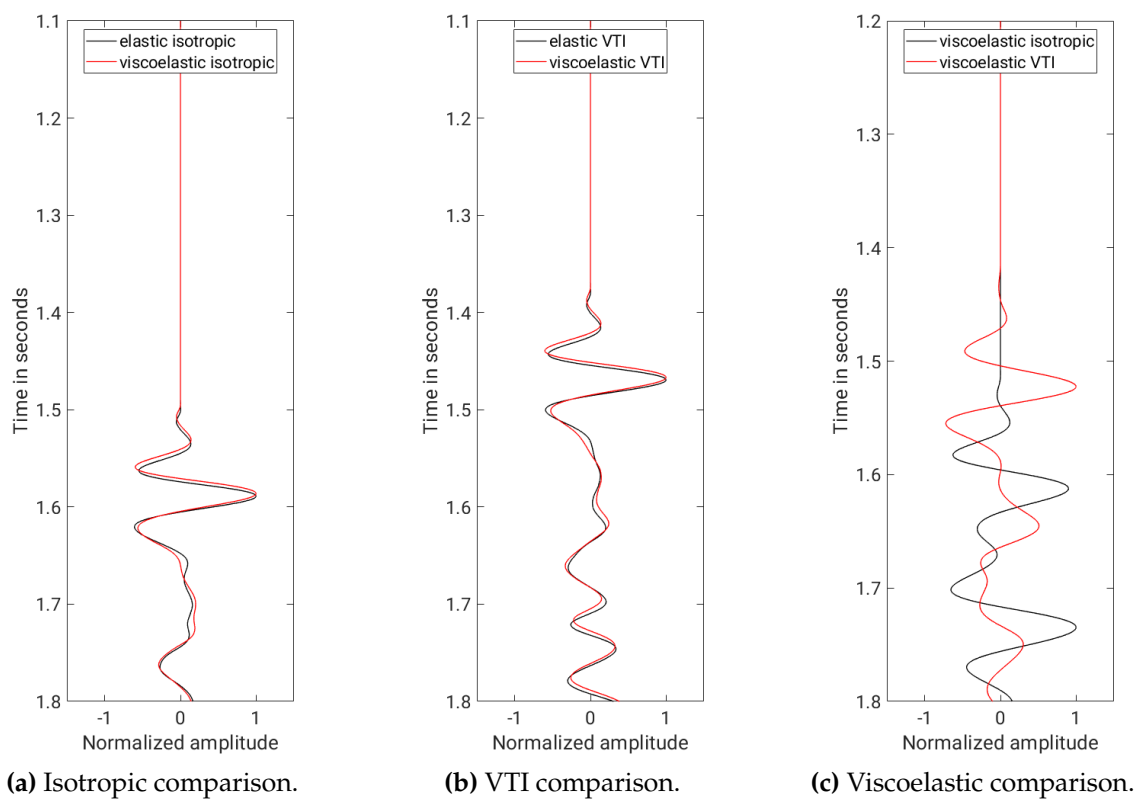 1.1
1.2
1.3
1.4
1.5
1.6
1.7
1.8
-1
0
1
Time in seconds
Normalized amplitude
elastic isotropic
viscoelastic isotropic
(a) Isotropic comparison.
1.1
1.2
1.3
1.4
1.5
1.6
1.7
1.8
-1
0
1
Time in seconds
Normalized amplitude
elastic VTI
viscoelastic VTI
(b) VTI comparison.
1.2
1.3
1.4
1.5
1.6
1.7
1.8
-1
0
1
Time in seconds
Normalized amplitude
viscoelastic isotropic
viscoelastic VTI
(c) Viscoelastic comparison.